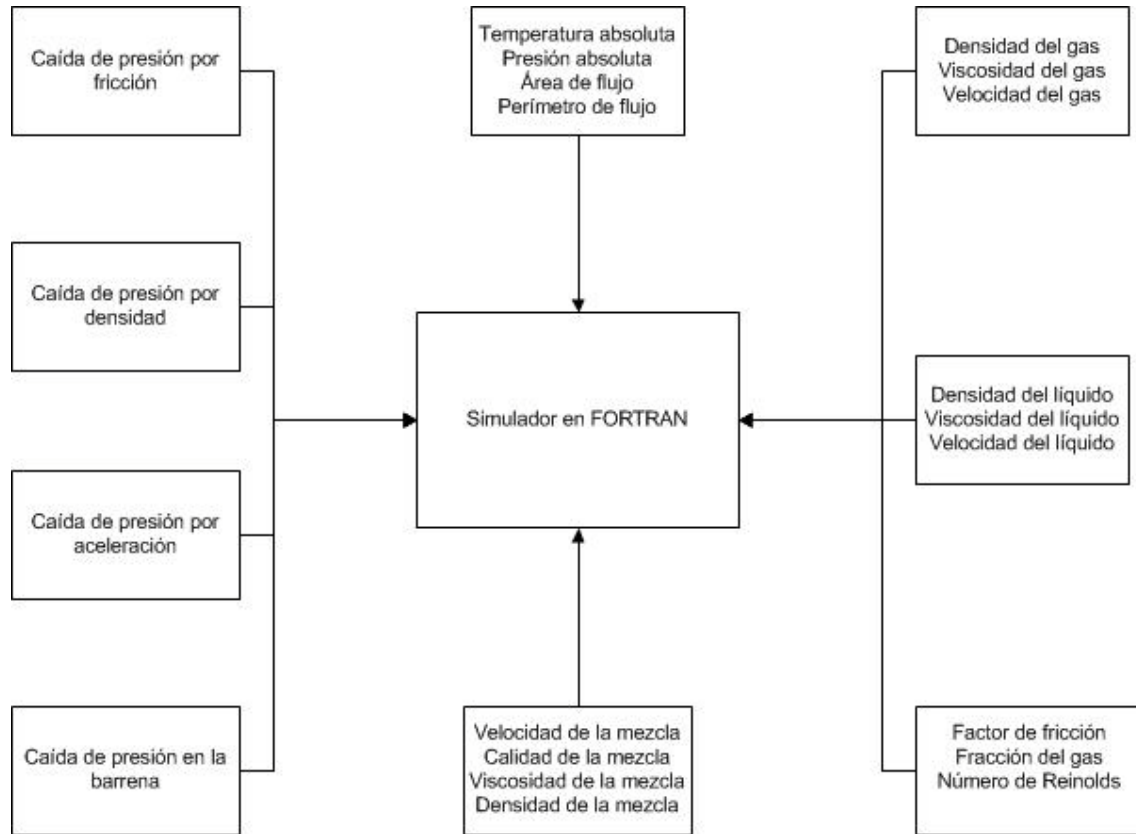 Caída de presión por
fricción
Temperatura absoluta
Presión absoluta
Área de flujo
Perímetro de flujo
Densidad del gas
Viscosidad del gas
Velocidad del gas
Caída de presión por
densidad
Simulador en FORTRAN
Densidad del líquido
Viscosidad del líquido
Velocidad del líquido
Caída de presión por
aceleración
Caída de presión en la
barrena
Velocidad de la mezcla
Calidad de la mezcla
Viscosidad de la mezcla
Densidad de la mezcla
Factor de fricción
Fracción del gas
Número de Reinolds